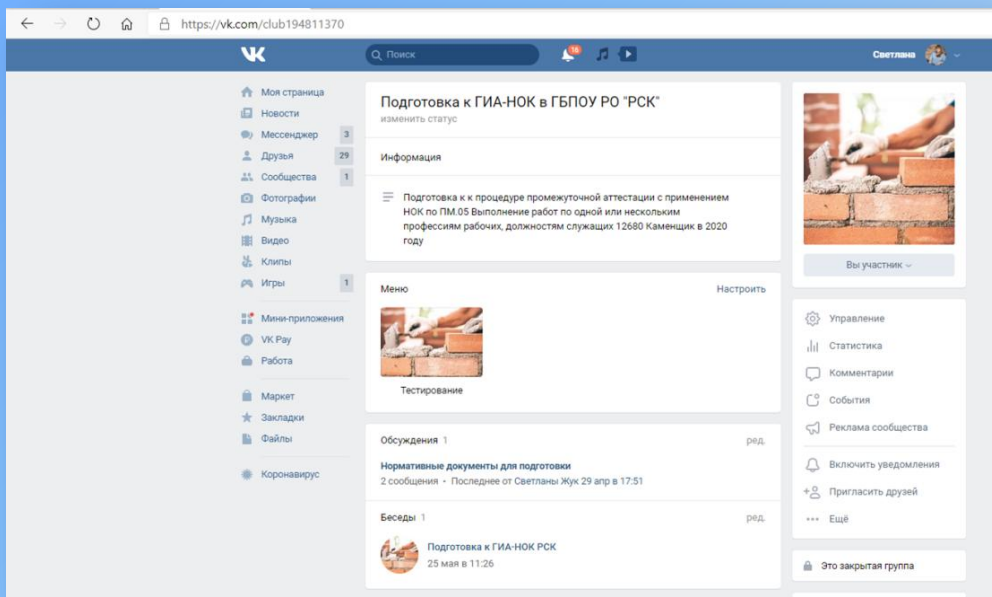 https://vk.com/club194811370
Поиск
16
Светлана
Моя страница
Новости
Мессенджер 3
Друзья 29
Сообщества 1
Фотографии
Музыка
Видео
Клипы
Игры 1
Мини-приложения
VK Pay
Работа
Маркет
Закладки
Файлы
Коронавирус
Подготовка к ГИА-НОК в ГБПОУ РО "РСК"
изменить статус
Информация
Подготовка к к процедуре промежуточной аттестации с применением
НОК по ПМ.05 Выполнение работ по одной или нескольким
профессиям рабочих, должностям служащих 12680 Каменщик в 2020
году
Меню Настроить
Тестирование
Обсуждения 1 ред.
Нормативные документы для подготовки
2 сообщения · Последнее от Светланы Жук 29 апр в 17:51
Беседы 1 ред.
Подготовка к ГИА-НОК РСК
25 мая в 11:26
Вы участник
Управление
Статистика
Комментарии
События
Реклама сообщества
Включить уведомления
Пригласить друзей
Ещё
Это закрытая группа